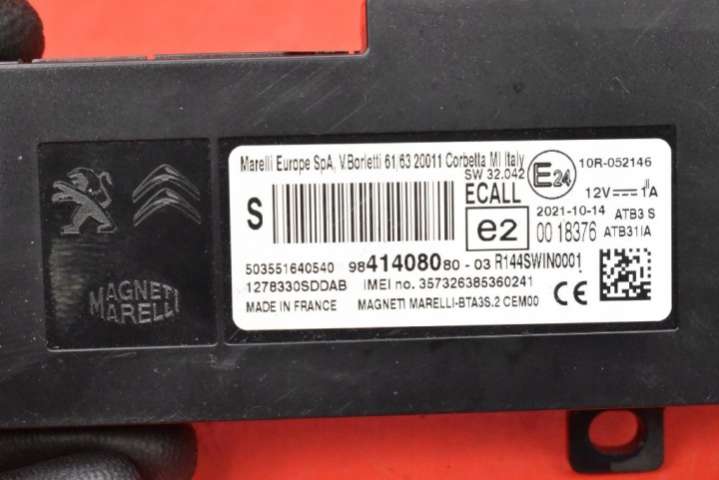 MAGNETI
MARELLI
Marelli Europe SpA, V.Borletti 61/63 20011 Corbetta MI Italy
S
SW 32.042
ECALL
E24
10R-052146
12V 1A
e2
2021-10-14 ATB3 S
00 18376 ATB31IA
503551640540 9841408080 - 03 R144SWIN0001
1278330SDDAB IMEI no. 357326385360241
CE
MADE IN FRANCE MAGNETI MARELLI-BTA3S.2 CEM00